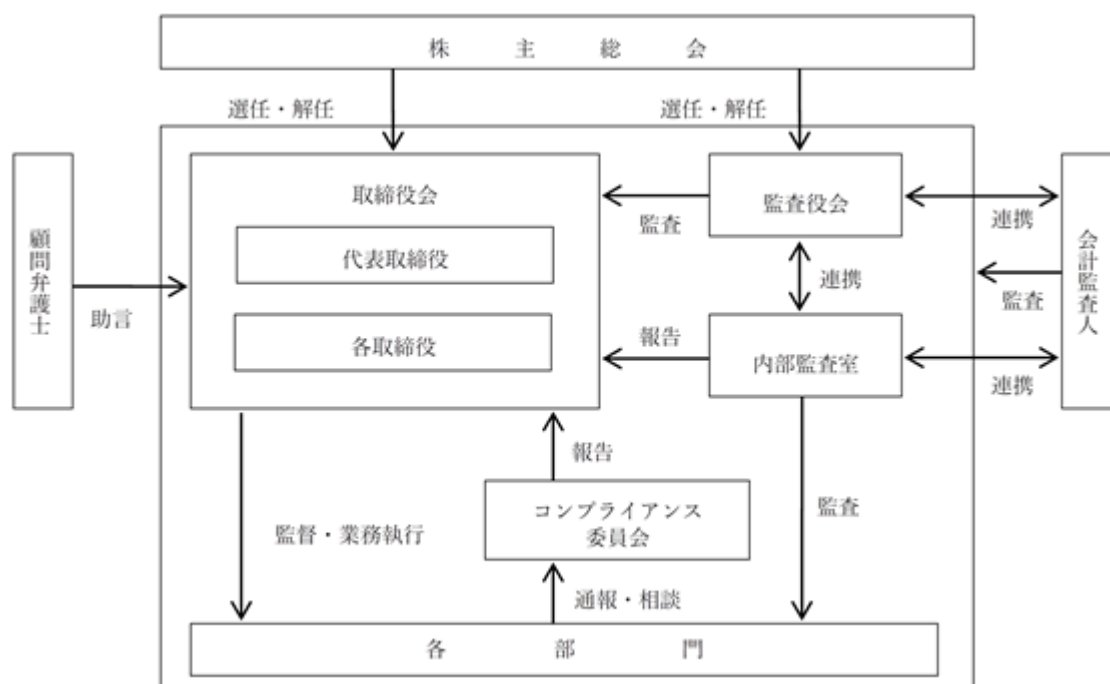 株主総会
選任・解任
選任・解任
顧問弁護士
助言
取締役会
代表取締役
各取締役
監査
監査役会
連携
会計監査人
監査
連携
報告
内部監査室
連携
報告
コンプライアンス
委員会
監査
監督・業務執行
通報・相談
各部門